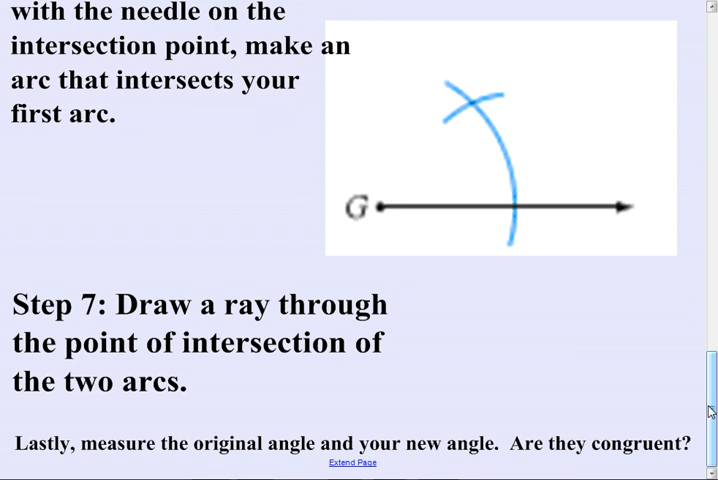 with the needle on the
intersection point, make an
arc that intersects your
first arc.
G
Step 7: Draw a ray through
the point of intersection of
the two arcs.
Lastly, measure the original angle and your new angle.  Are they congruent?
Extend Page